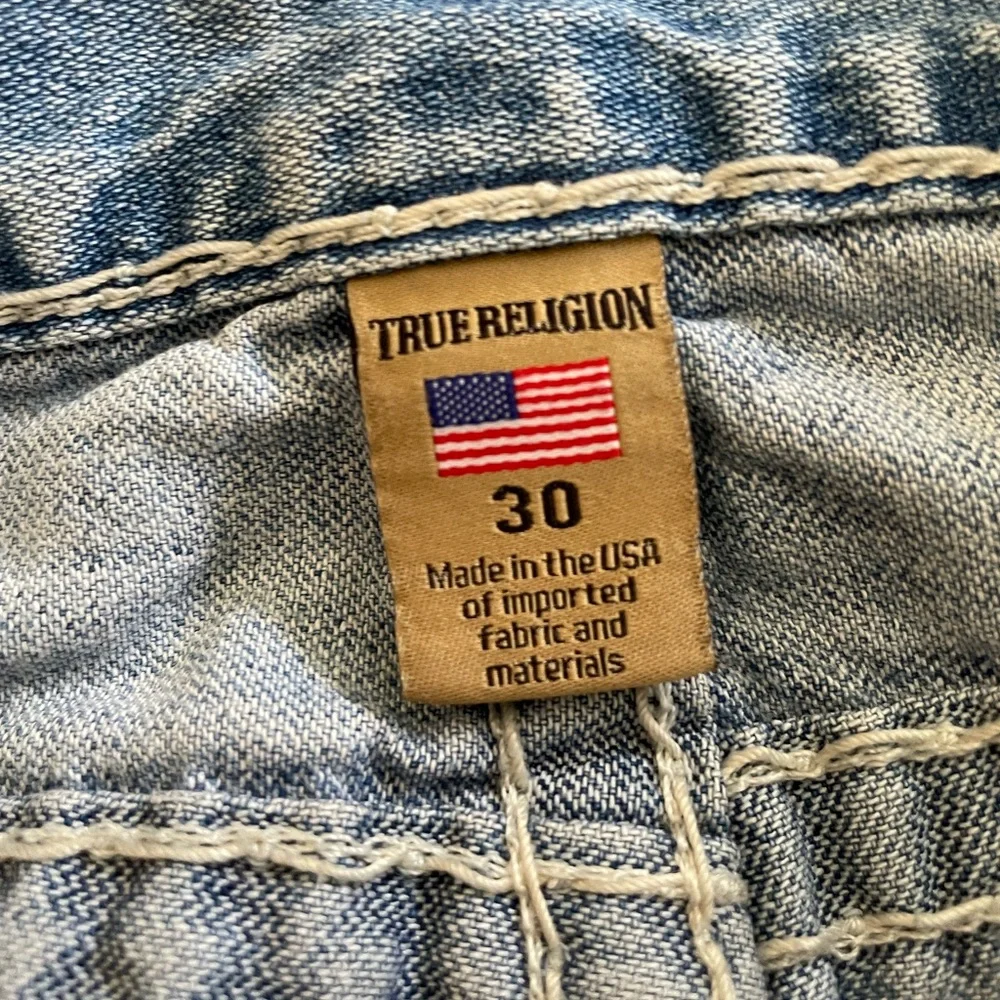 TRUE RELIGION
30
Made in the USA
of imported
fabric and
materials